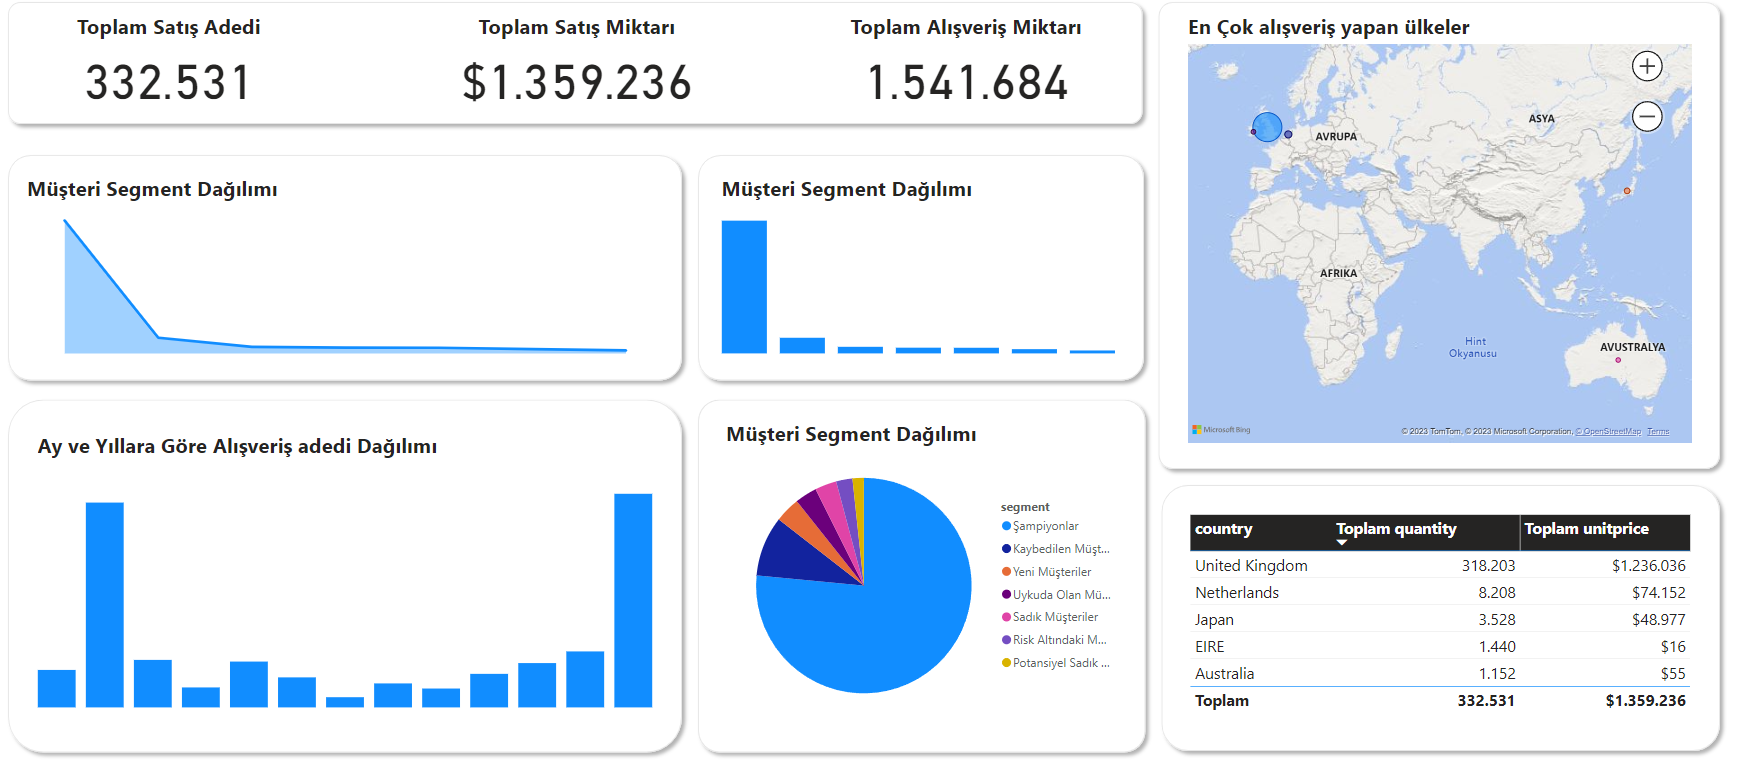 Toplam Satış Adedi
332.531
Toplam Satış Miktarı
$1.359.236
Toplam Alışveriş Miktarı
1.541.684
En Çok alışveriş yapan ülkeler
ASYA
AVRUPA
AFRIKA
Hint
Okyanusu
AVUSTRALYA
Microsoft Bing
© 2023 TomTom, © 2023 Microsoft Corporation, © OpenStreetMap Terms
Müşteri Segment Dağılımı
Müşteri Segment Dağılımı
Ay ve Yıllara Göre Alışveriş adedi Dağılımı
Müşteri Segment Dağılımı
segment
Şampiyonlar
Kaybedilen Müşt...
Yeni Müşteriler
Uykuda Olan Mü...
Sadık Müşteriler
Risk Altındaki M...
Potansiyel Sadık ...
country Toplam quantity Toplam unitprice
United Kingdom 318.203 $1.236.036
Netherlands 8.208 $74.152
Japan 3.528 $48.977
EIRE 1.440 $16
Australia 1.152 $55
Toplam 332.531 $1.359.236